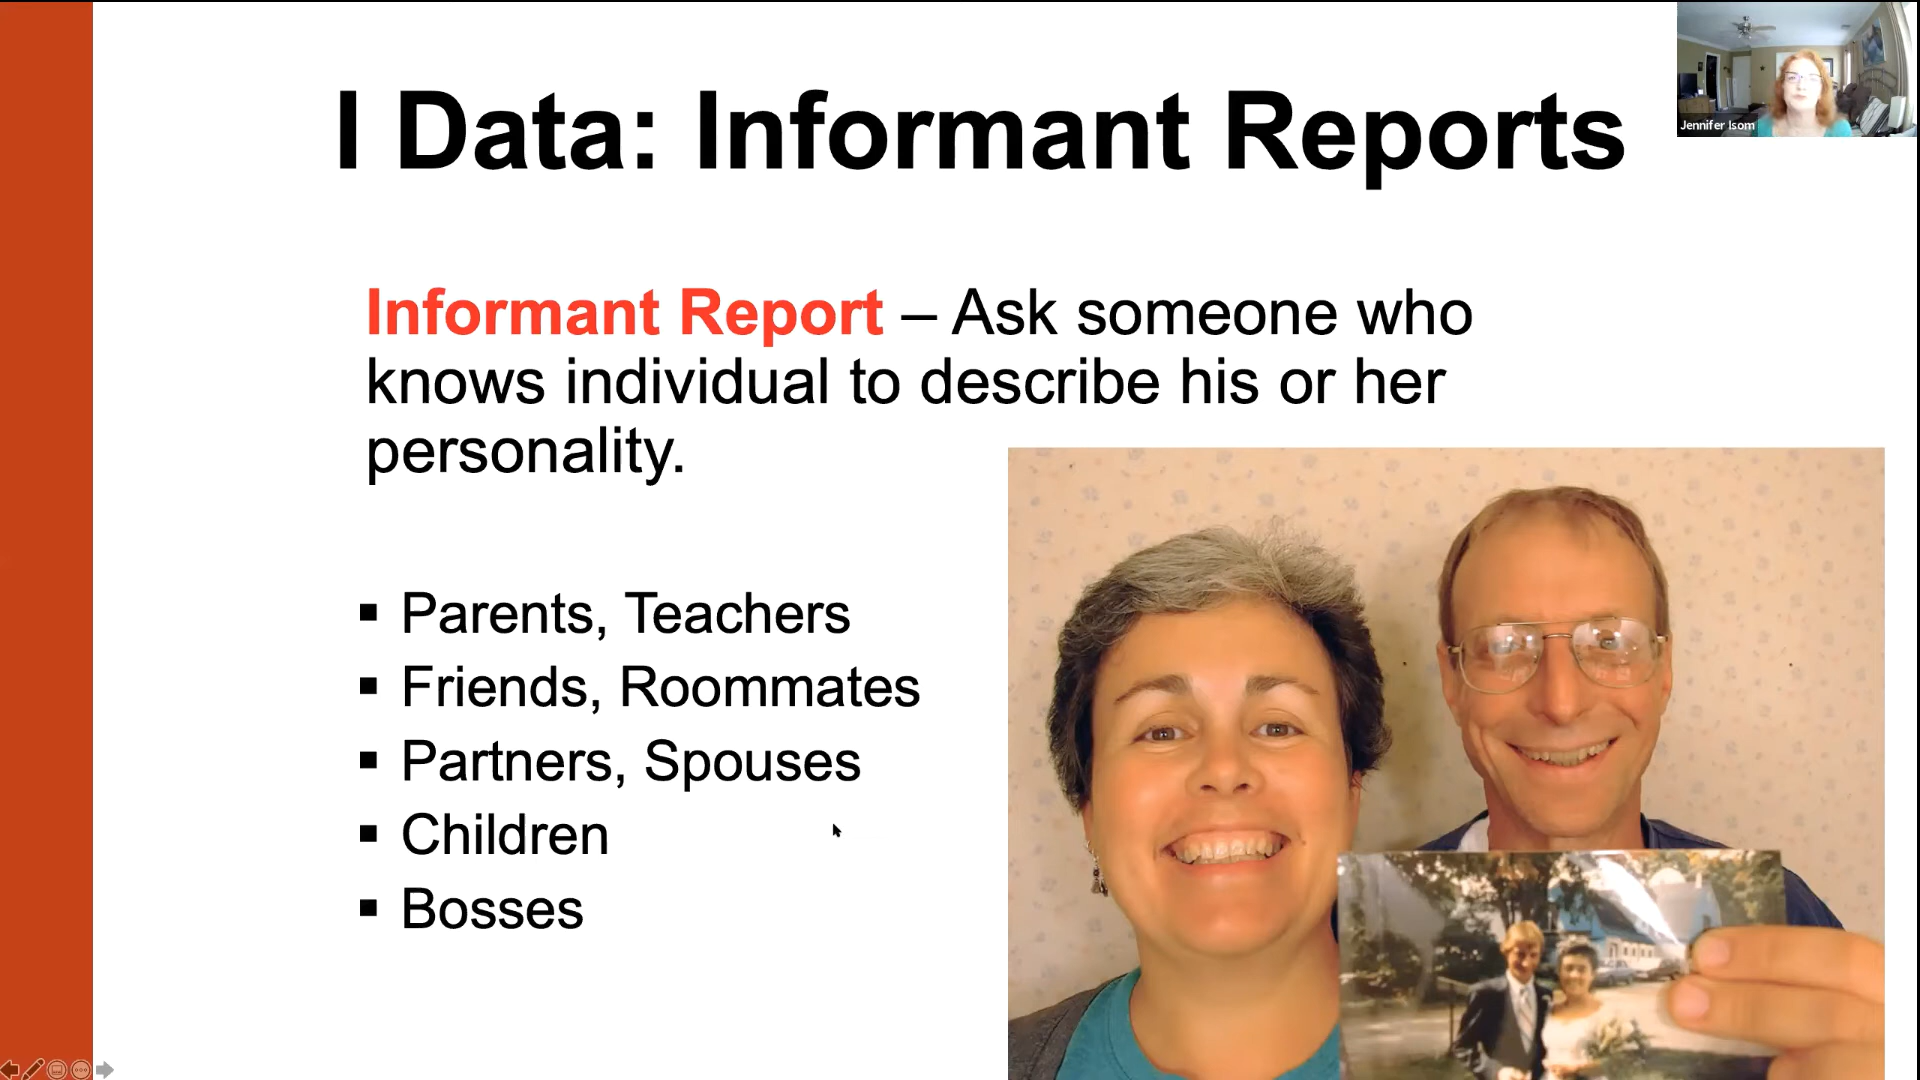 I Data: Informant Reports
Jennifer Isom
Informant Report – Ask someone who
knows individual to describe his or her
personality.
▪ Parents, Teachers
▪ Friends, Roommates
▪ Partners, Spouses
▪ Children
▪ Bosses